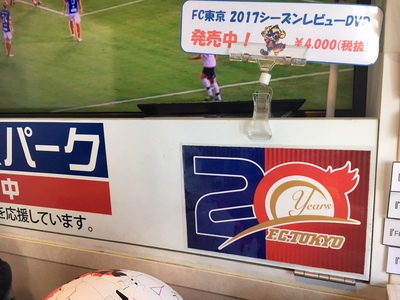 FC東京 2017シーズンレビューDVD
発売中！
¥4,000(税抜
パーク
中
を応援しています。
20
Years
F.C.TOKYO